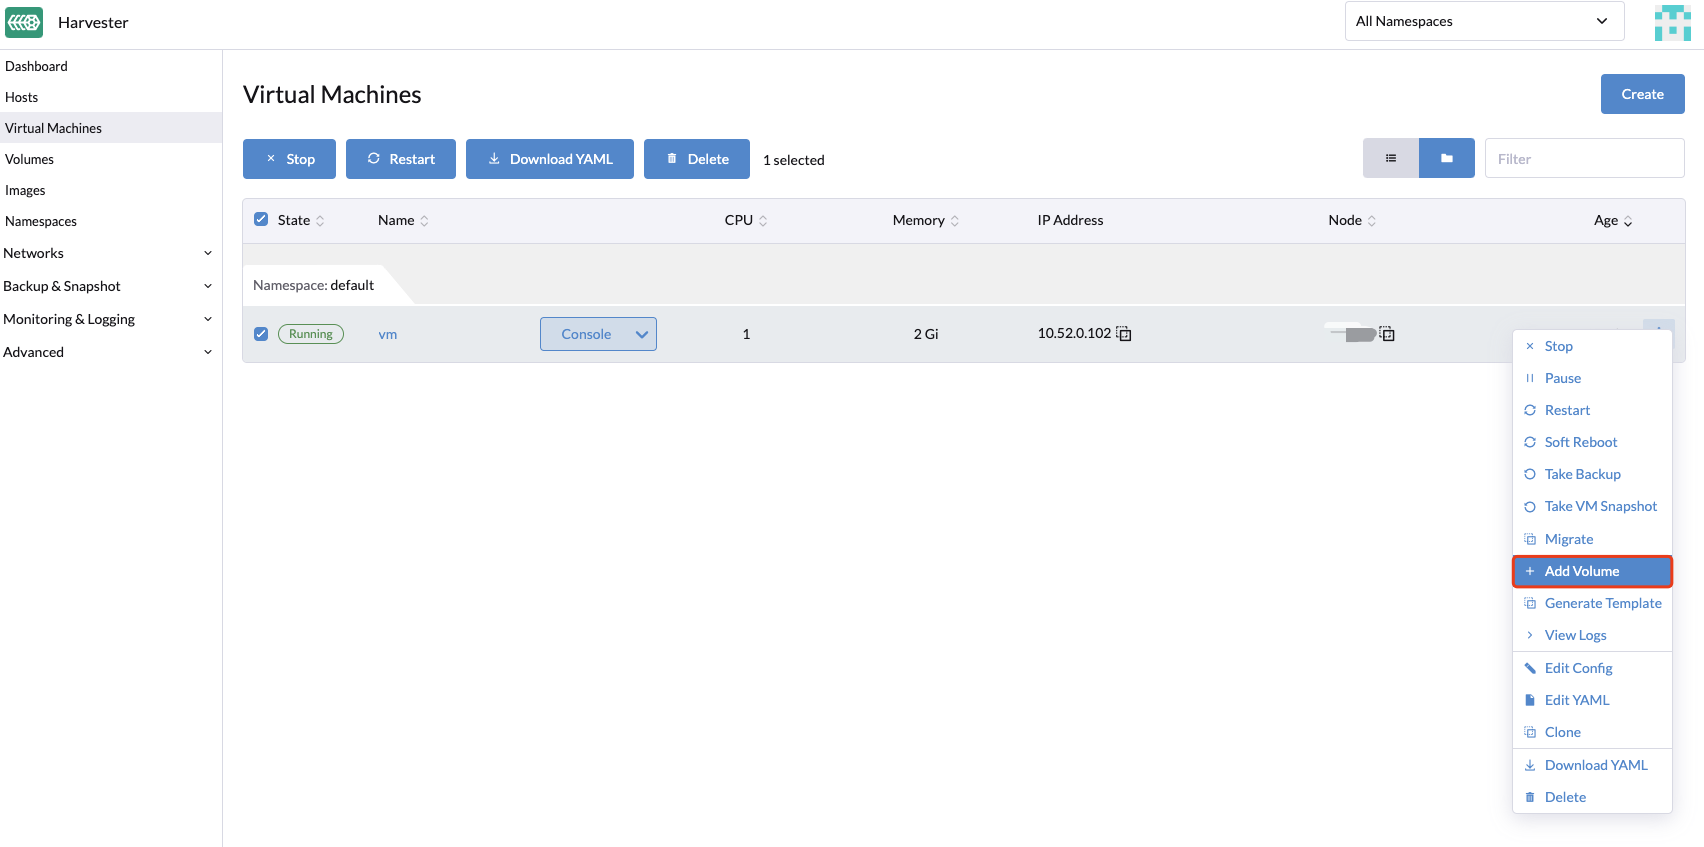 Harvester
All Namespaces
Dashboard
Hosts
Virtual Machines
Volumes
Images
Namespaces
Networks
Backup & Snapshot
Monitoring & Logging
Advanced
Virtual Machines
Create
Stop Restart Download YAML Delete 1 selected
Filter
State Name CPU Memory IP Address Node Age
Namespace: default
Running vm Console 1 2 Gi 10.52.0.102
Stop
Pause
Restart
Soft Reboot
Take Backup
Take VM Snapshot
Migrate
Add Volume
Generate Template
View Logs
Edit Config
Edit YAML
Clone
Download YAML
Delete